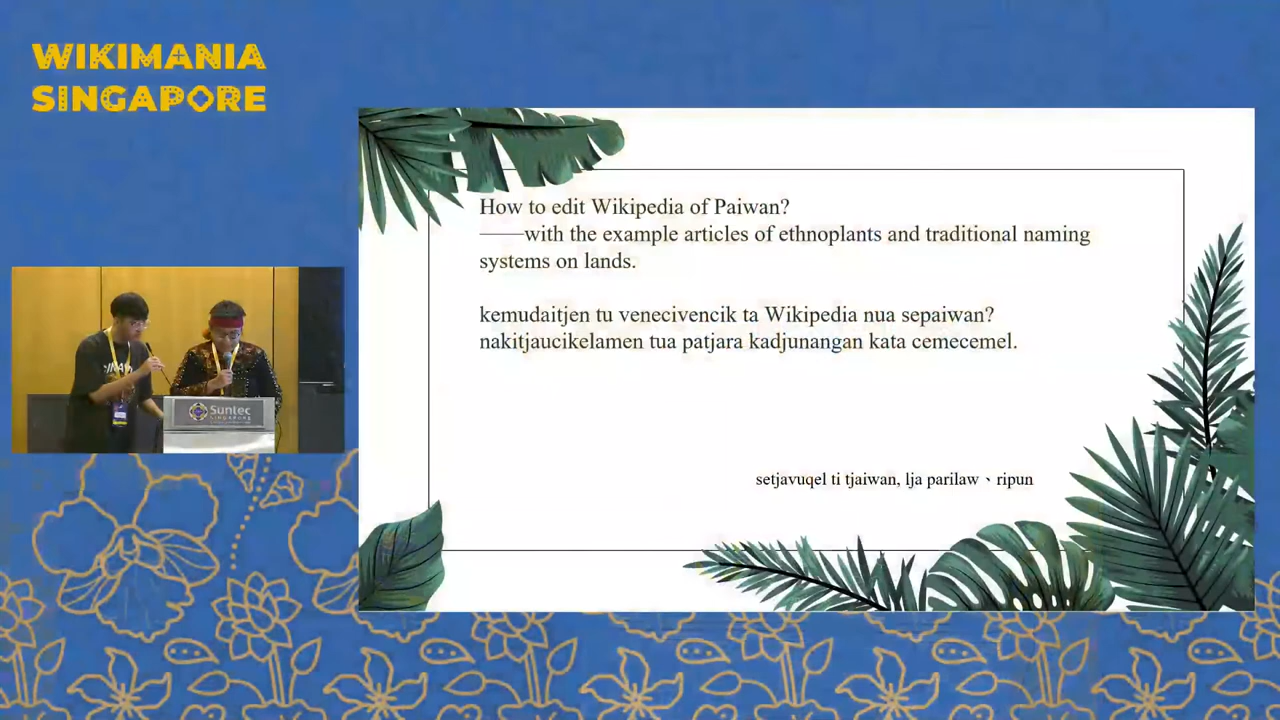 WIKIMANIA
SINGAPORE
How to edit Wikipedia of Paiwan?
——with the example articles of ethnoplants and traditional naming
systems on lands.
kemudaitjen tu venecivencik ta Wikipedia nua sepaiwan?
nakitjaucikelamen tua patjara kadjunangan kata cemecemel.
setjavuqel ti tjaiwan, lja parilaw、ripun
Suntec
SINGAPORE